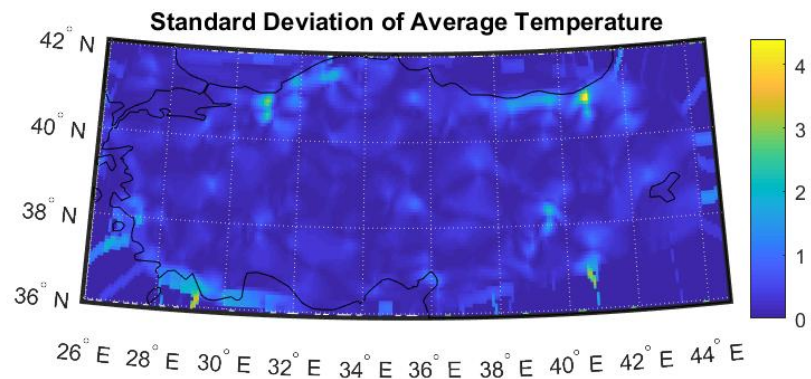 Standard Deviation of Average Temperature
42° N
40° N
38° N
36° N
26° E 28° E 30° E 32° E 34° E 36° E 38° E 40° E 42° E 44° E
4
3
2
1
0